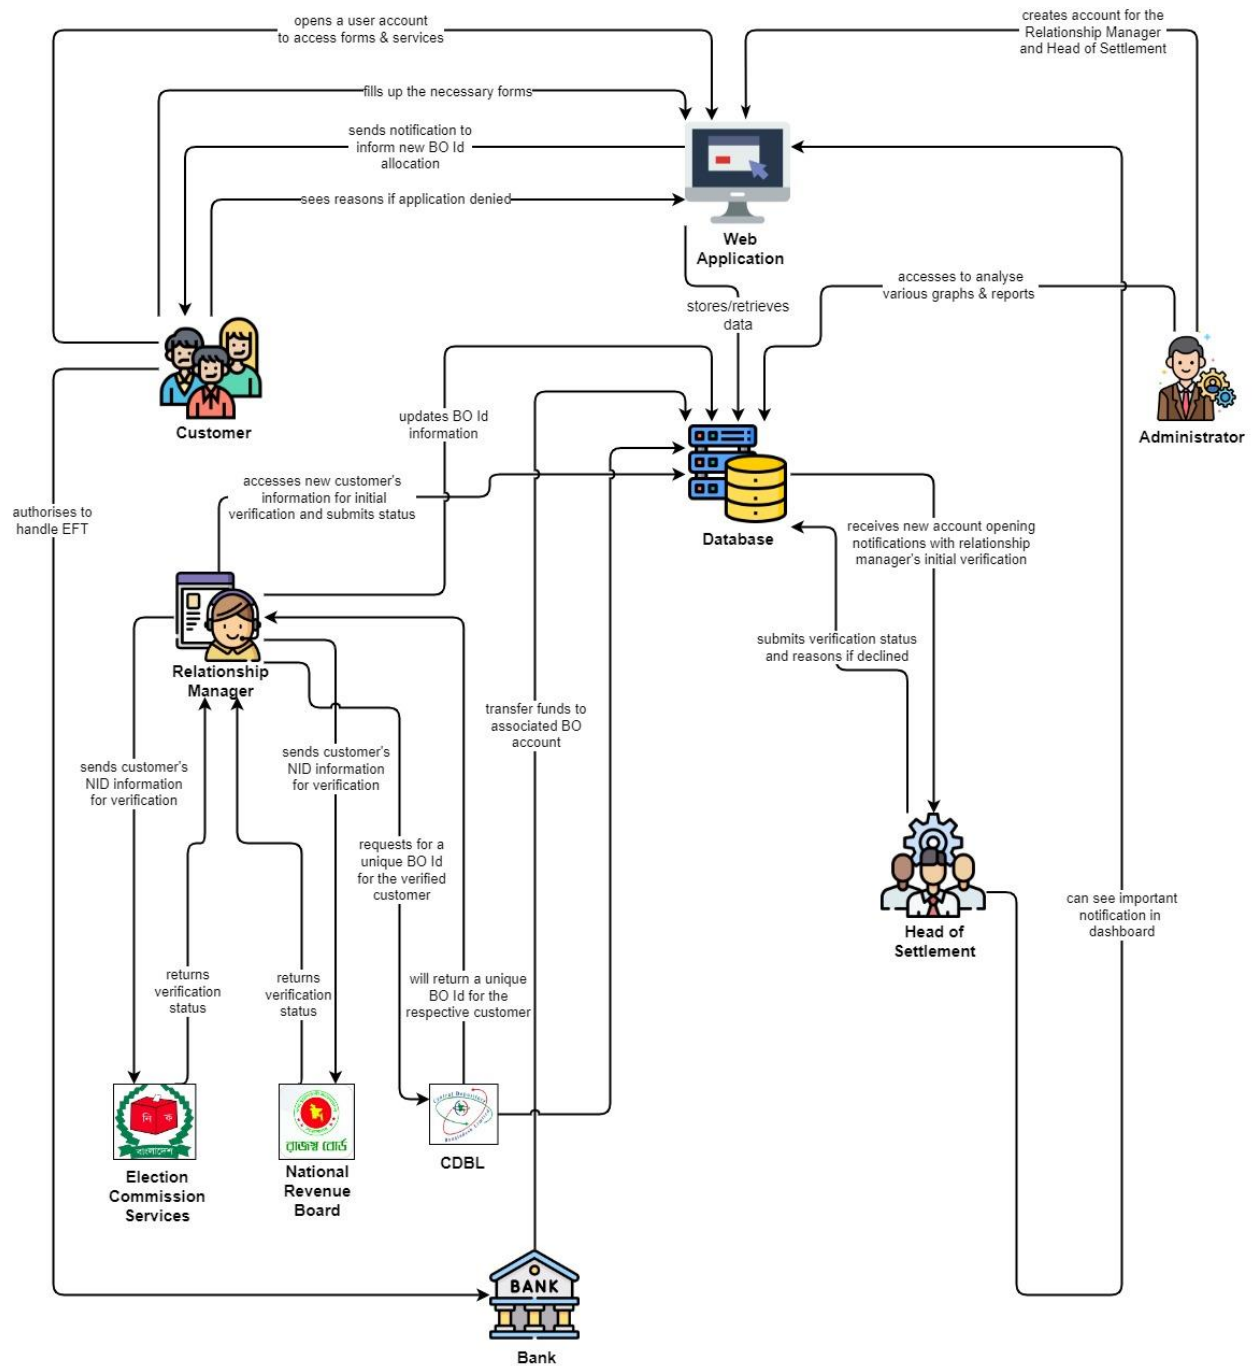 opens a user account
to access forms & services
creates account for the
Relationship Manager
and Head of Settlement
fills up the necessary forms
sends notification to
inform new BO Id
allocation
sees reasons if application denied
Web
Application
accesses to analyse
various graphs & reports
stores/retrieves
data
Customer
Administrator
updates BO Id
information
accesses new customer's
information for initial
verification and submits status
authorises to
handle EFT
Database
receives new account opening
notifications with relationship
manager's initial verification
submits verification status
and reasons if declined
Relationship
Manager
transfer funds to
associated BO
account
sends customer's
NID information
for verification
sends customer's
NID information
for verification
requests for a
unique BO Id
for the verified
customer
can see important
notification in
dashboard
Head of
Settlement
returns
verification
status
returns
verification
status
will return a unique
BO Id for the
respective customer
নি ক
বাংলাদেশ
রাজস্ব বোর্ড
Central Depository
Bangladesh Limited
Election
Commission
Services
National
Revenue
Board
CDBL
BANK
Bank